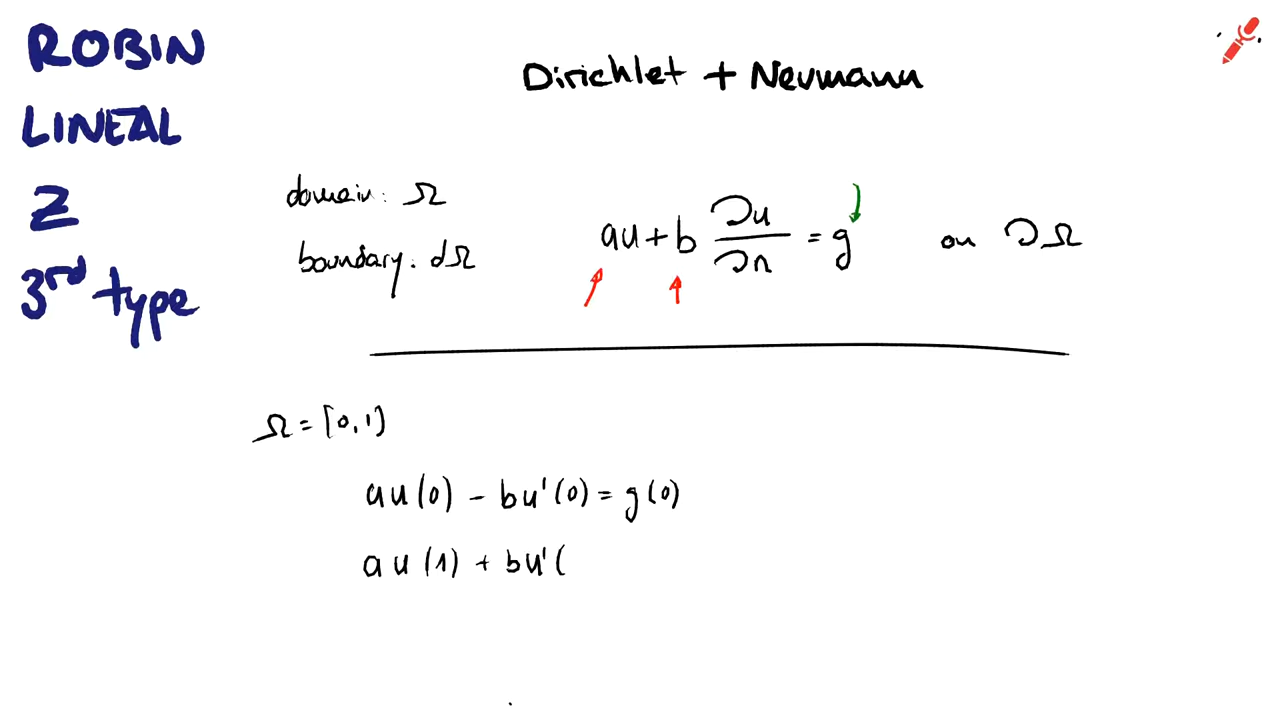 ROBIN
LINEAL
Z
3rd type
Dirichlet + Neumann
domain: Ω
boundary: dΩ
au + b ∂u/∂n = g on ∂Ω
Ω = [0,1]
au(0) - bu'(0) = g(0)
au(1) + bu'(